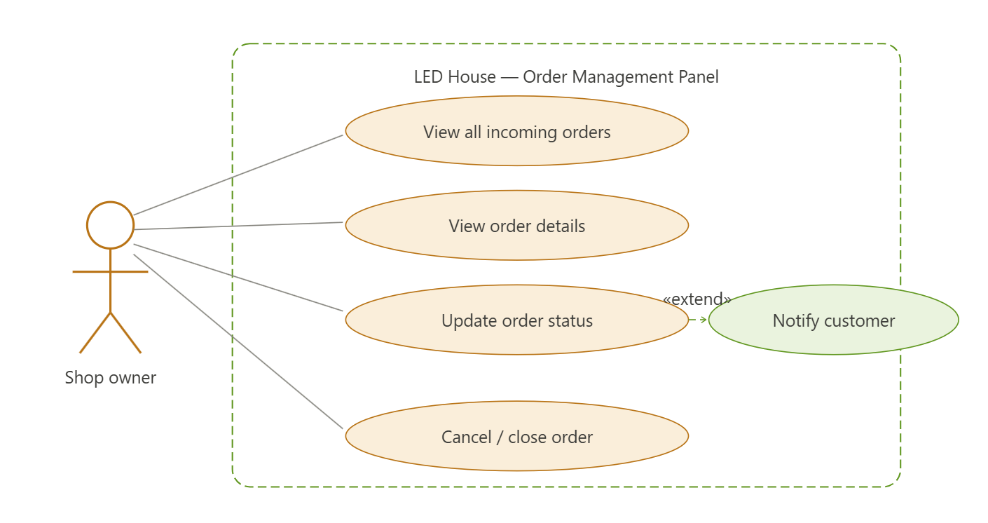 LED House — Order Management Panel
View all incoming orders
View order details
«extend»
Update order status
Notify customer
Shop owner
Cancel / close order